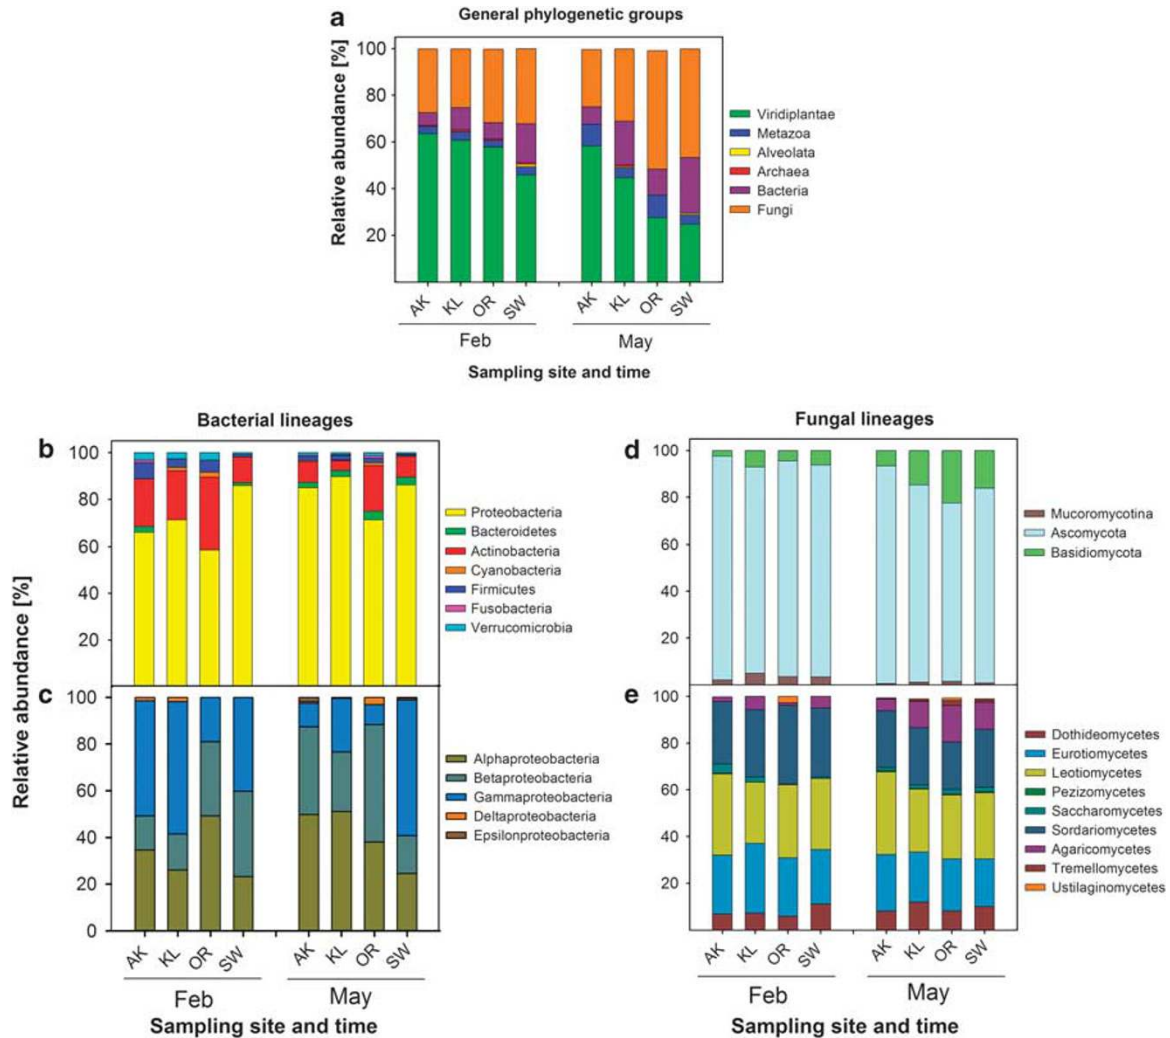 a
General phylogenetic groups
Relative abundance [%]
100
80
60
40
20
Viridiplantae
Metazoa
Alveolata
Archaea
Bacteria
Fungi
AK KL OR SW AK KL OR SW
Feb May
Sampling site and time
b
Bacterial lineages
Relative abundance [%]
100
80
60
40
20
Proteobacteria
Bacteroidetes
Actinobacteria
Cyanobacteria
Firmicutes
Fusobacteria
Verrucomicrobia
c
100
80
60
40
20
0
Alphaproteobacteria
Betaproteobacteria
Gammaproteobacteria
Deltaproteobacteria
Epsilonproteobacteria
AK KL OR SW AK KL OR SW
Feb May
Sampling site and time
d
Fungal lineages
100
80
60
40
20
Mucoromycotina
Ascomycota
Basidiomycota
e
100
80
60
40
20
Dothideomycetes
Eurotiomycetes
Leotiomycetes
Pezizomycetes
Saccharomycetes
Sordariomycetes
Agaricomycetes
Tremellomycetes
Ustilaginomycetes
AK KL OR SW AK KL OR SW
Feb May
Sampling site and time